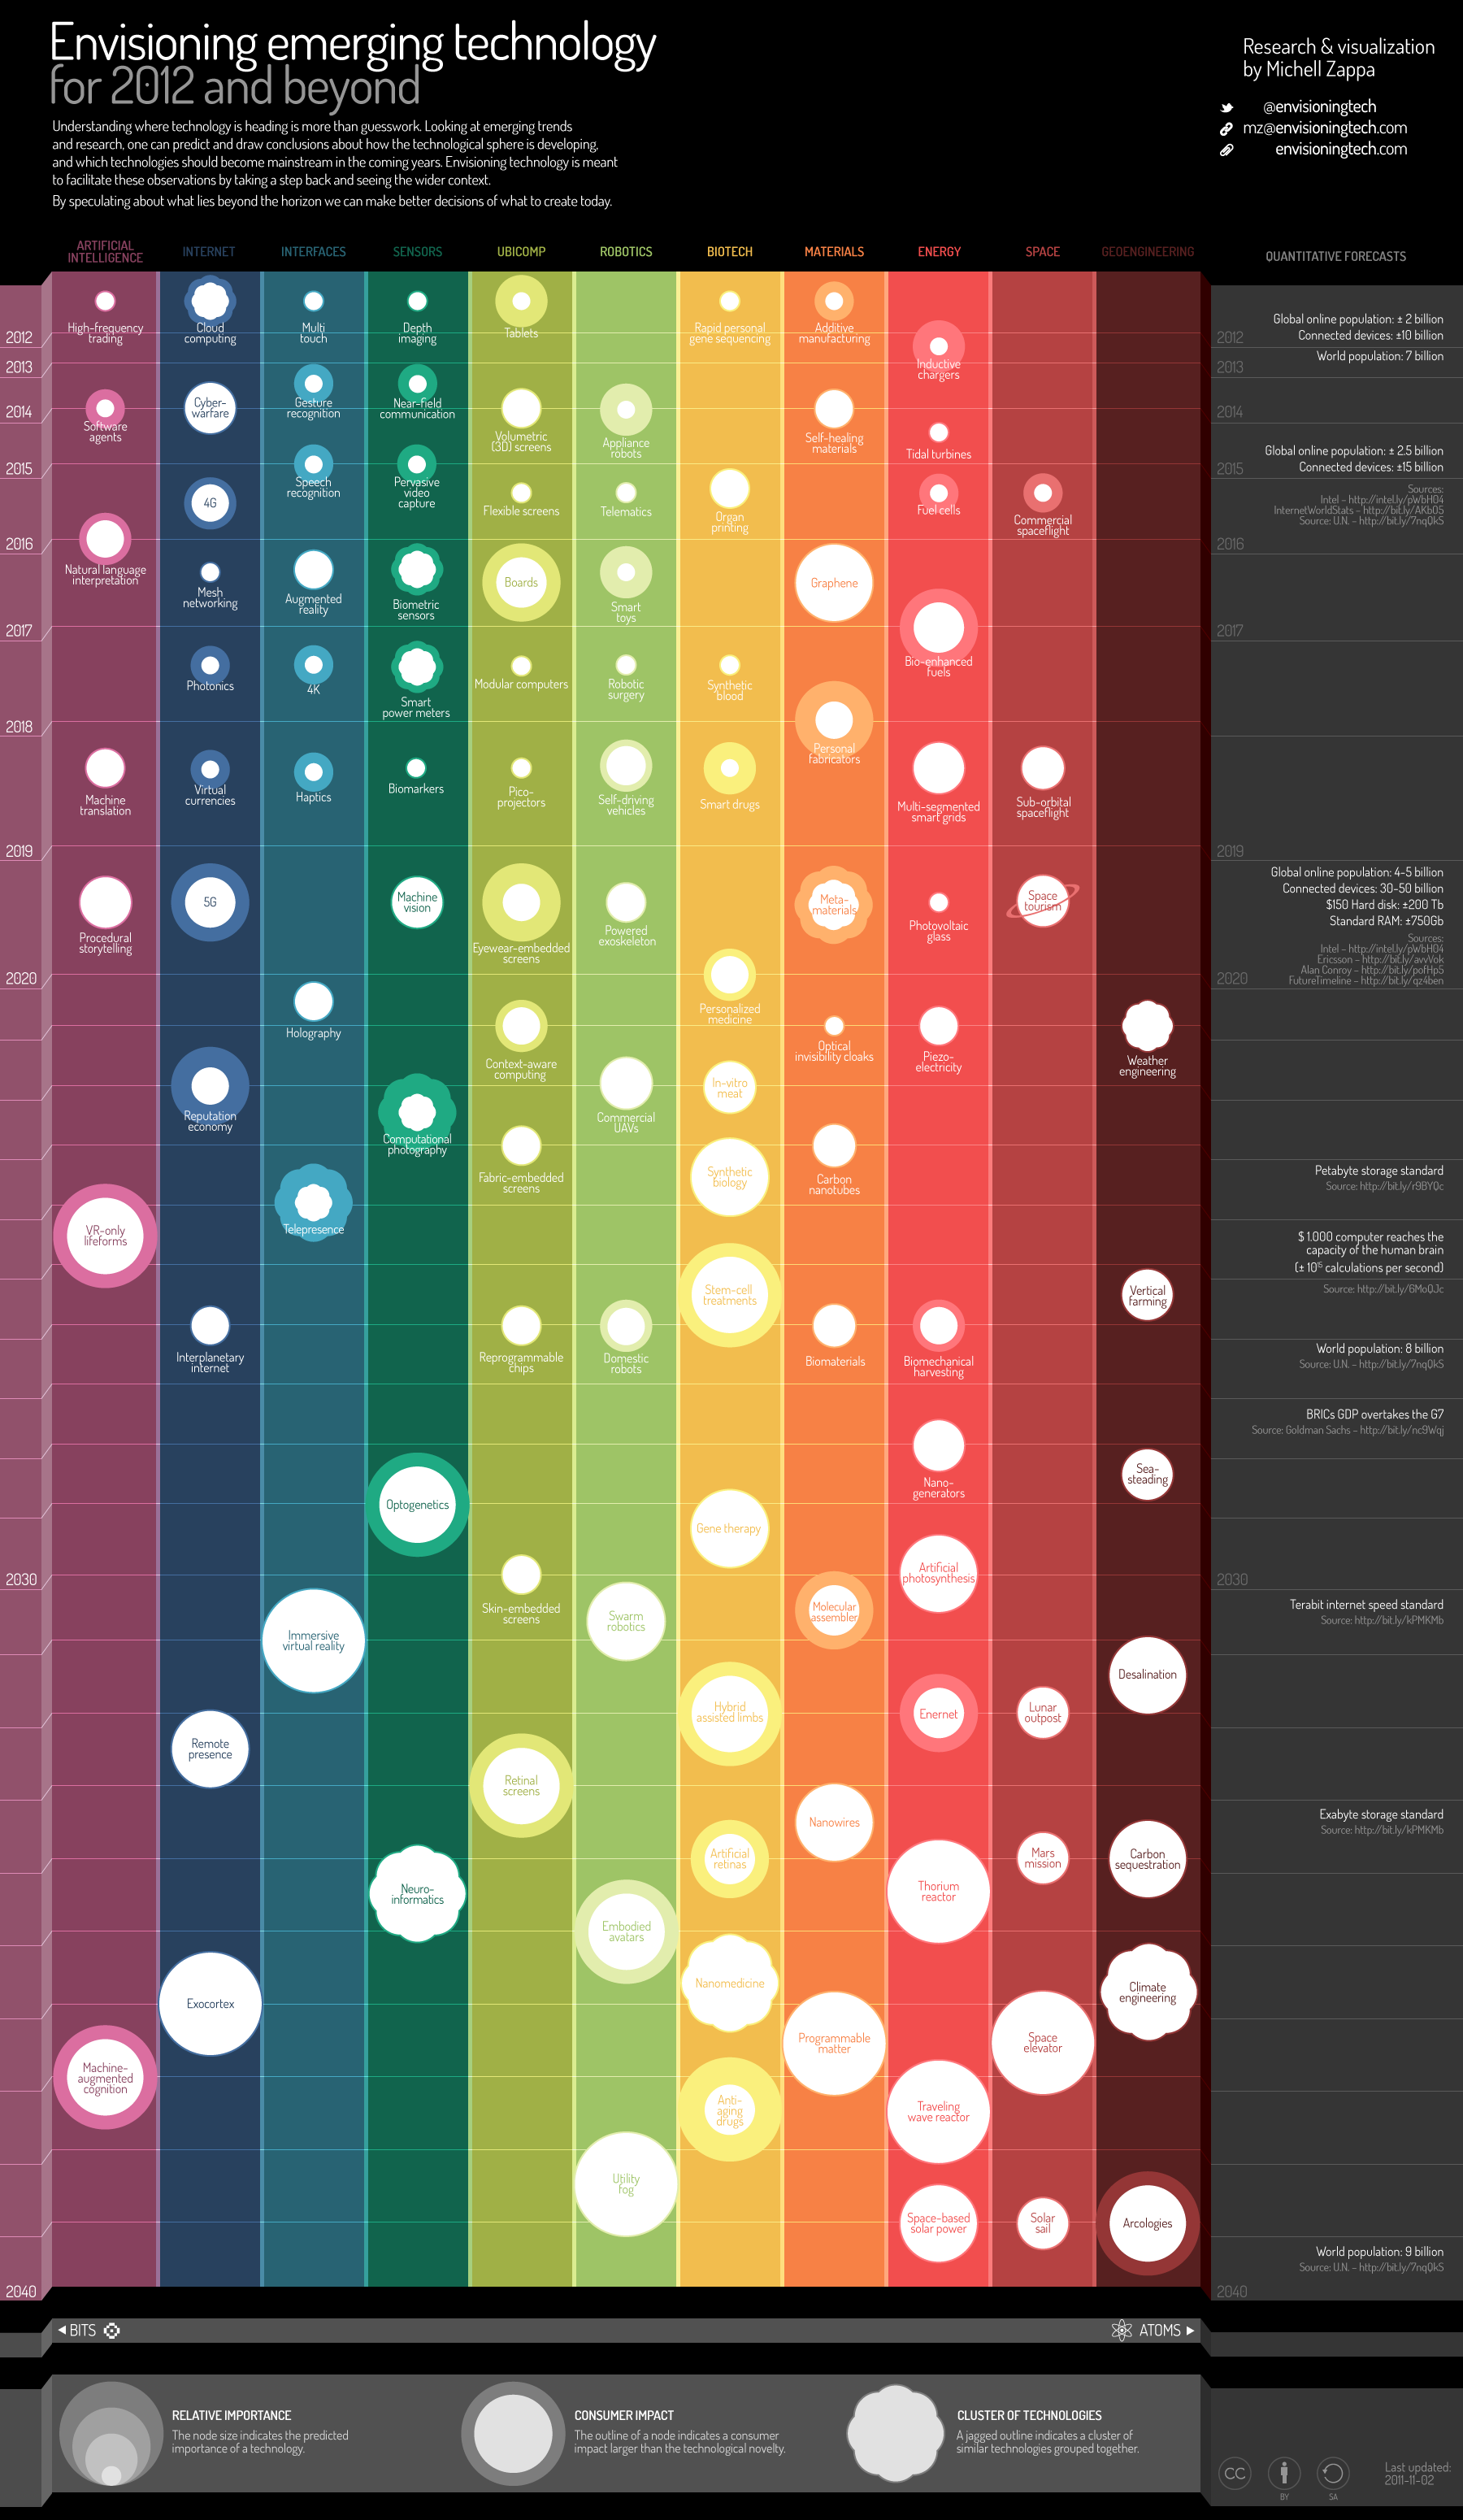 Envisioning emerging technology
for 2012 and beyond
Understanding where technology is heading is more than guesswork. Looking at emerging trends
and research, one can predict and draw conclusions about how the technological sphere is developing,
and which technologies should become mainstream in the coming years. Envisioning technology is meant
to facilitate these observations by taking a step back and seeing the wider context.
By speculating about what lies beyond the horizon we can make better decisions of what to create today.
Research & visualization
by Michell Zappa
@envisioningtech
mz@envisioningtech.com
envisioningtech.com
ARTIFICIAL
INTELLIGENCE
INTERNET
INTERFACES
SENSORS
UBICOMP
ROBOTICS
BIOTECH
MATERIALS
ENERGY
SPACE
GEOENGINEERING
QUANTITATIVE FORECASTS
2012
2013
2014
2015
2016
2017
2018
2019
2020
2030
2040
High-frequency
trading
Software
agents
Natural language
interpretation
Machine
translation
Procedural
storytelling
VR-only
lifeforms
Machine-
augmented
cognition
Cloud
computing
Cyber-
warfare
4G
Mesh
networking
Photonics
Virtual
currencies
5G
Reputation
economy
Interplanetary
internet
Remote
presence
Exocortex
Multi
touch
Gesture
recognition
Speech
recognition
Augmented
reality
4K
Haptics
Holography
Telepresence
Immersive
virtual reality
Depth
imaging
Near-field
communication
Pervasive
video
capture
Biometric
sensors
Smart
power meters
Biomarkers
Machine
vision
Computational
photography
Optogenetics
Neuro-
informatics
Tablets
Volumetric
(3D) screens
Flexible screens
Boards
Modular computers
Pico-
projectors
Eyewear-embedded
screens
Context-aware
computing
Fabric-embedded
screens
Reprogrammable
chips
Skin-embedded
screens
Retinal
screens
Appliance
robots
Telematics
Smart
toys
Robotic
surgery
Self-driving
vehicles
Powered
exoskeleton
Commercial
UAVs
Domestic
robots
Swarm
robotics
Embodied
avatars
Utility
fog
Rapid personal
gene sequencing
Organ
printing
Synthetic
blood
Smart drugs
Personalized
medicine
In-vitro
meat
Synthetic
biology
Stem-cell
treatments
Gene therapy
Hybrid
assisted limbs
Artificial
retinas
Nanomedicine
Anti-
aging
drugs
Additive
manufacturing
Self-healing
materials
Graphene
Personal
fabricators
Meta-
materials
Optical
invisibility cloaks
Carbon
nanotubes
Biomaterials
Molecular
assembler
Nanowires
Programmable
matter
Inductive
chargers
Tidal turbines
Fuel cells
Bio-enhanced
fuels
Multi-segmented
smart grids
Photovoltaic
glass
Piezo-
electricity
Biomechanical
harvesting
Nano-
generators
Artificial
photosynthesis
Enernet
Thorium
reactor
Traveling
wave reactor
Space-based
solar power
Commercial
spaceflight
Sub-orbital
spaceflight
Space
tourism
Lunar
outpost
Mars
mission
Space
elevator
Solar
sail
Weather
engineering
Vertical
farming
Sea-
steading
Desalination
Carbon
sequestration
Climate
engineering
Arcologies
Global online population: ± 2 billion
2012
Connected devices: ±10 billion
World population: 7 billion
2013
2014
Global online population: ± 2.5 billion
2015
Connected devices: ±15 billion
Sources:
Intel – http://intel.ly/pWbH04
InternetWorldStats – http://bit.ly/AKb0S
Source: U.N. – http://bit.ly/7nqQkS
2016
2017
2019
Global online population: 4-5 billion
Connected devices: 30-50 billion
$150 Hard disk: ±200 Tb
Standard RAM: ±750Gb
Sources:
Intel – http://intel.ly/pWbH04
Ericsson – http://bit.ly/avvVok
Alan Conroy – http://bit.ly/pofHp5
2020
FutureTimeline – http://bit.ly/qz4ben
Petabyte storage standard
Source: http://bit.ly/r9BYQc
$ 1.000 computer reaches the
capacity of the human brain
(± 10¹⁵ calculations per second)
Source: http://bit.ly/6MoQJc
World population: 8 billion
Source: U.N. – http://bit.ly/7nqQkS
BRICs GDP overtakes the G7
Source: Goldman Sachs – http://bit.ly/nc9Wqj
2030
Terabit internet speed standard
Source: http://bit.ly/kPMKMb
Exabyte storage standard
Source: http://bit.ly/kPMKMb
World population: 9 billion
Source: U.N. – http://bit.ly/7nqQkS
2040
BITS
ATOMS
RELATIVE IMPORTANCE
The node size indicates the predicted
importance of a technology.
CONSUMER IMPACT
The outline of a node indicates a consumer
impact larger than the technological novelty.
CLUSTER OF TECHNOLOGIES
A jagged outline indicates a cluster of
similar technologies grouped together.
CC
BY
SA
Last updated:
2011-11-02